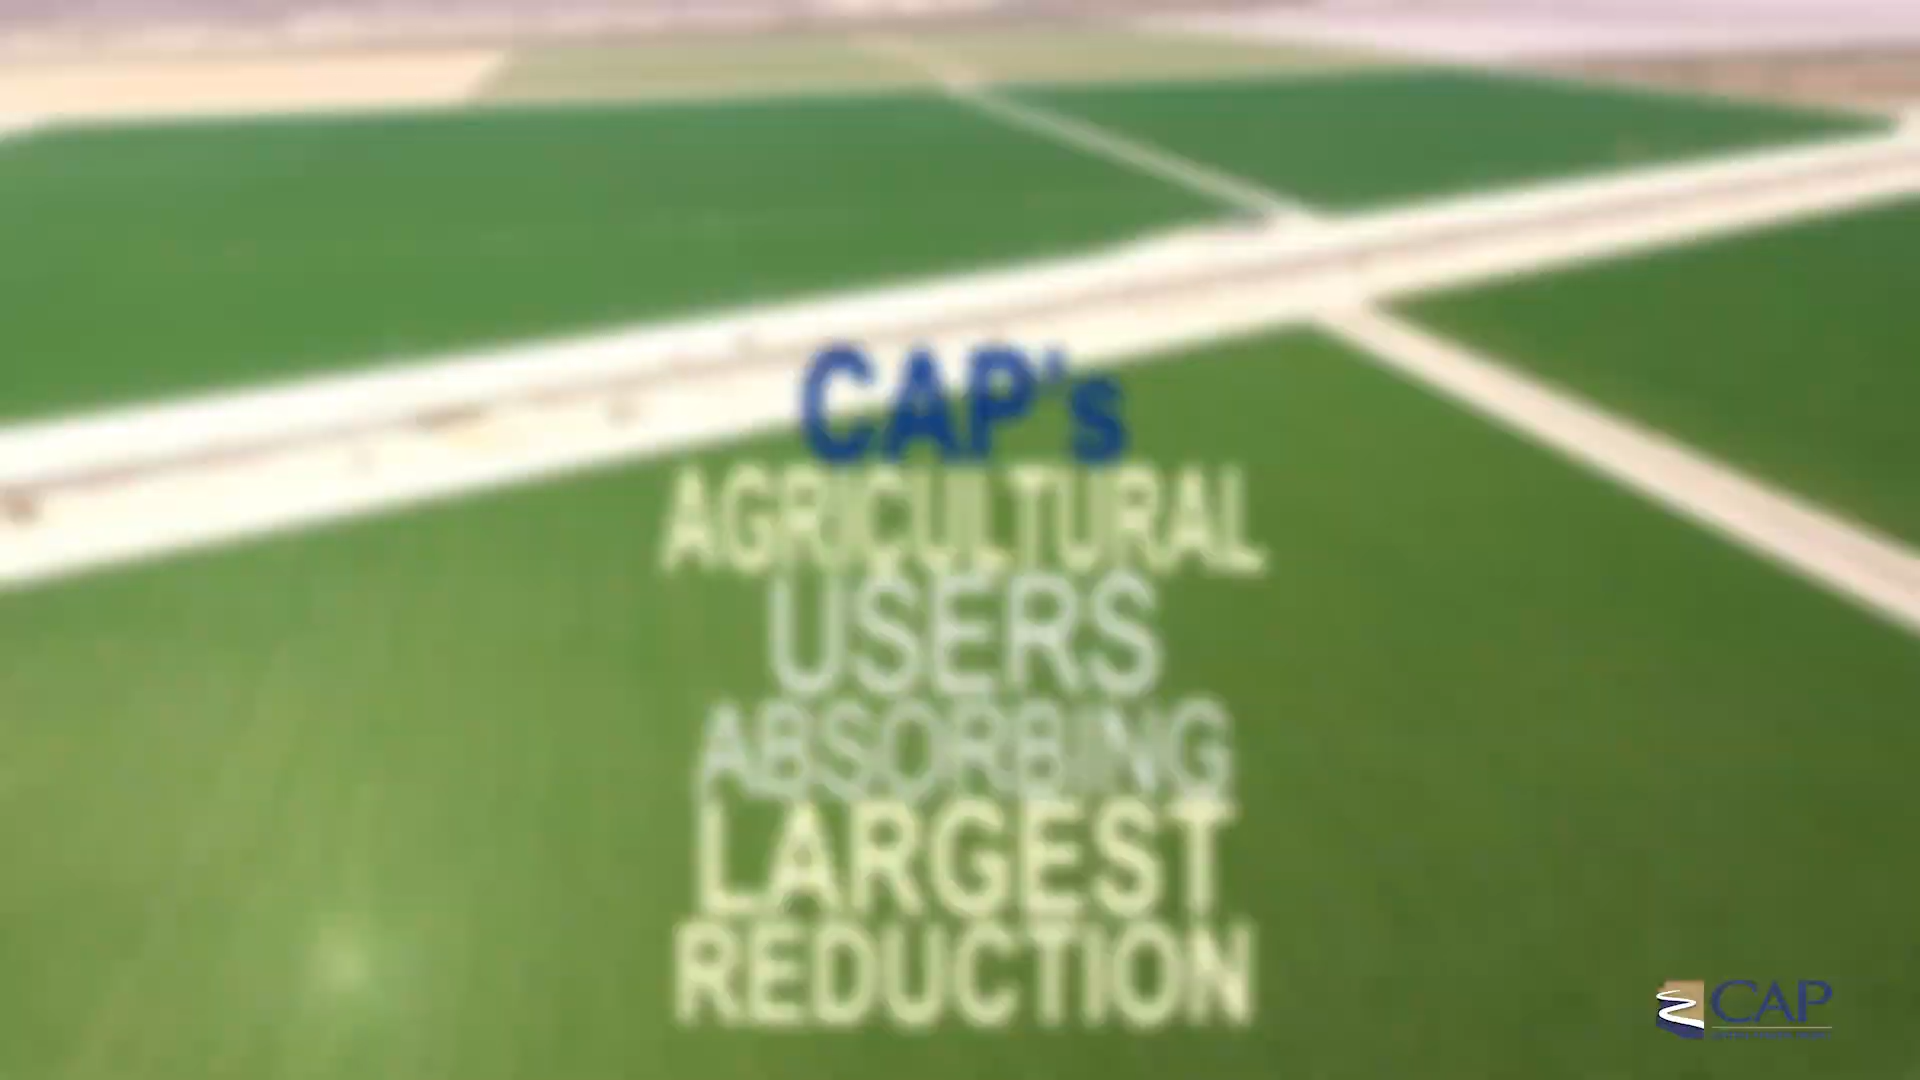 CAP's
AGRICULTURAL
USERS
ABSORBING
LARGEST
REDUCTION
CAP